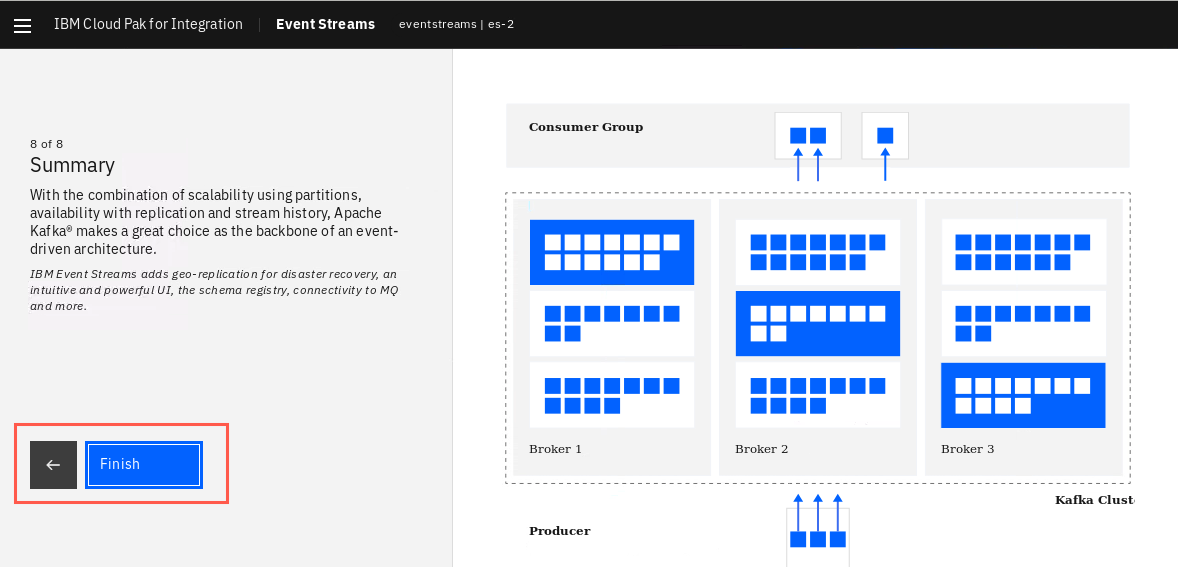 IBM Cloud Pak for Integration Event Streams eventstreams | es-2
8 of 8
Summary
With the combination of scalability using partitions,
availability with replication and stream history, Apache
Kafka® makes a great choice as the backbone of an event-
driven architecture.
IBM Event Streams adds geo-replication for disaster recovery, an
intuitive and powerful UI, the schema registry, connectivity to MQ
and more.
Finish
Consumer Group
Broker 1
Broker 2
Broker 3
Kafka Clust
Producer